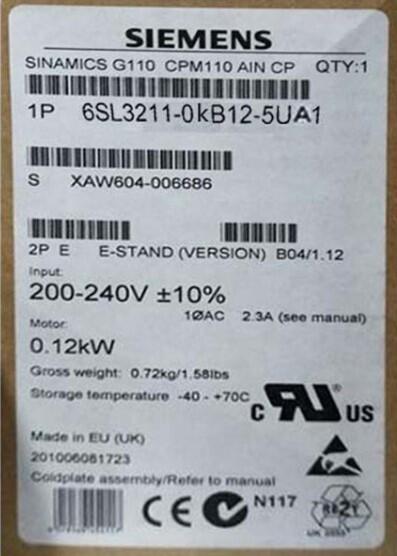 SIEMENS
SINAMICS G110 CPM110 AIN CP QTY:1
1P 6SL3211-0kB12-5UA1
S XAW604-006686
2P E E-STAND (VERSION) B04/1.12
Input:
200-240V ±10%
1ØAC 2.3A (see manual)
Motor:
0.12kW
Gross weight: 0.72kg/1.58lbs
Storage temperature -40 - +70C
c RU ® US
Made in EU (UK)
201006081723
Coldplate assembly/Refer to manual
CE N117